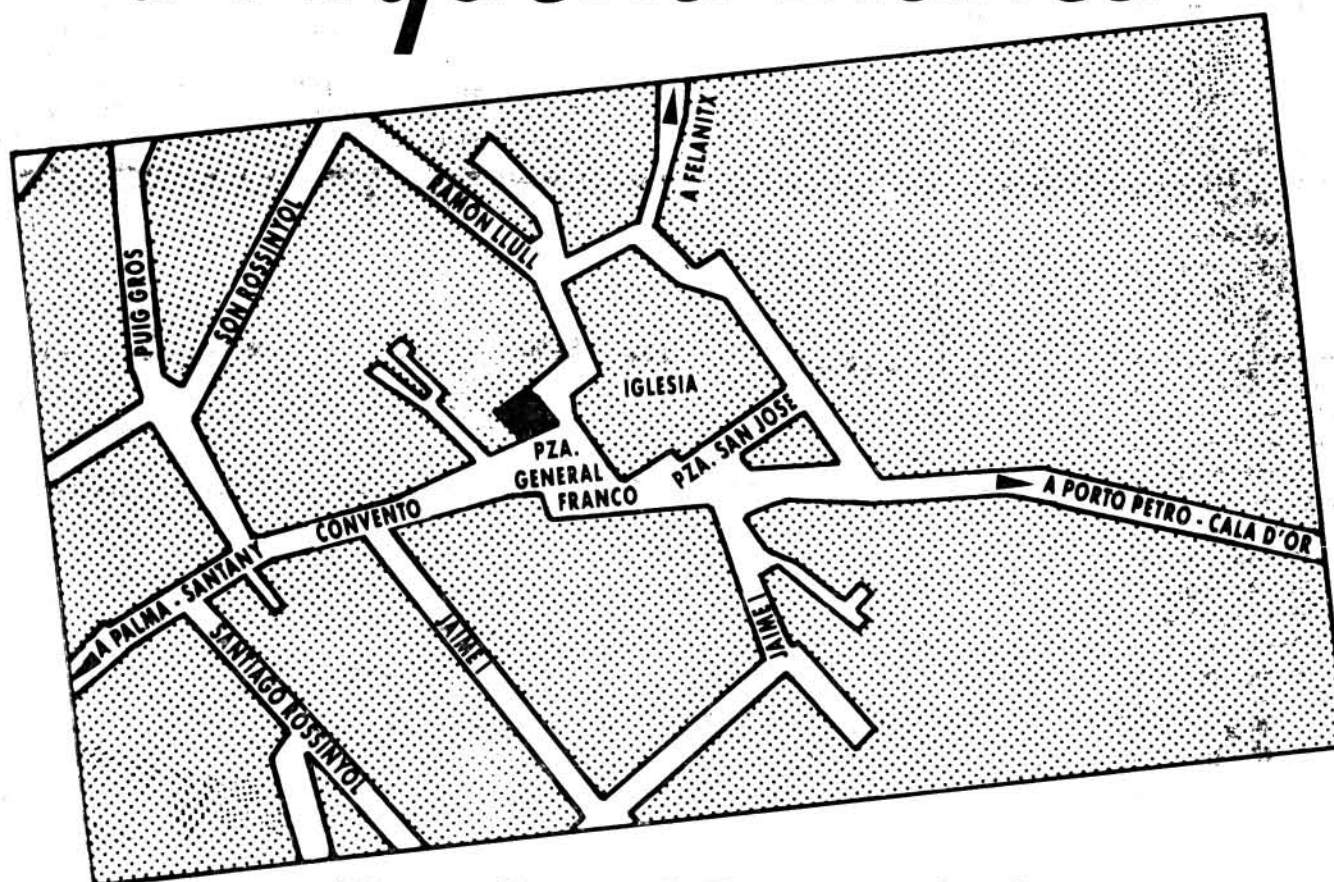 A FELANITX
RAMÓN LLULL
SON ROSSINYOL
PUIG GROS
IGLESIA
PZA. SAN JOSE
PZA.
GENERAL
FRANCO
A PORTO PETRO - CALA D'OR
CONVENTO
A PALMA - SANTANY
JAIME I
JAIME I
SANTIAGO ROSSINYOL